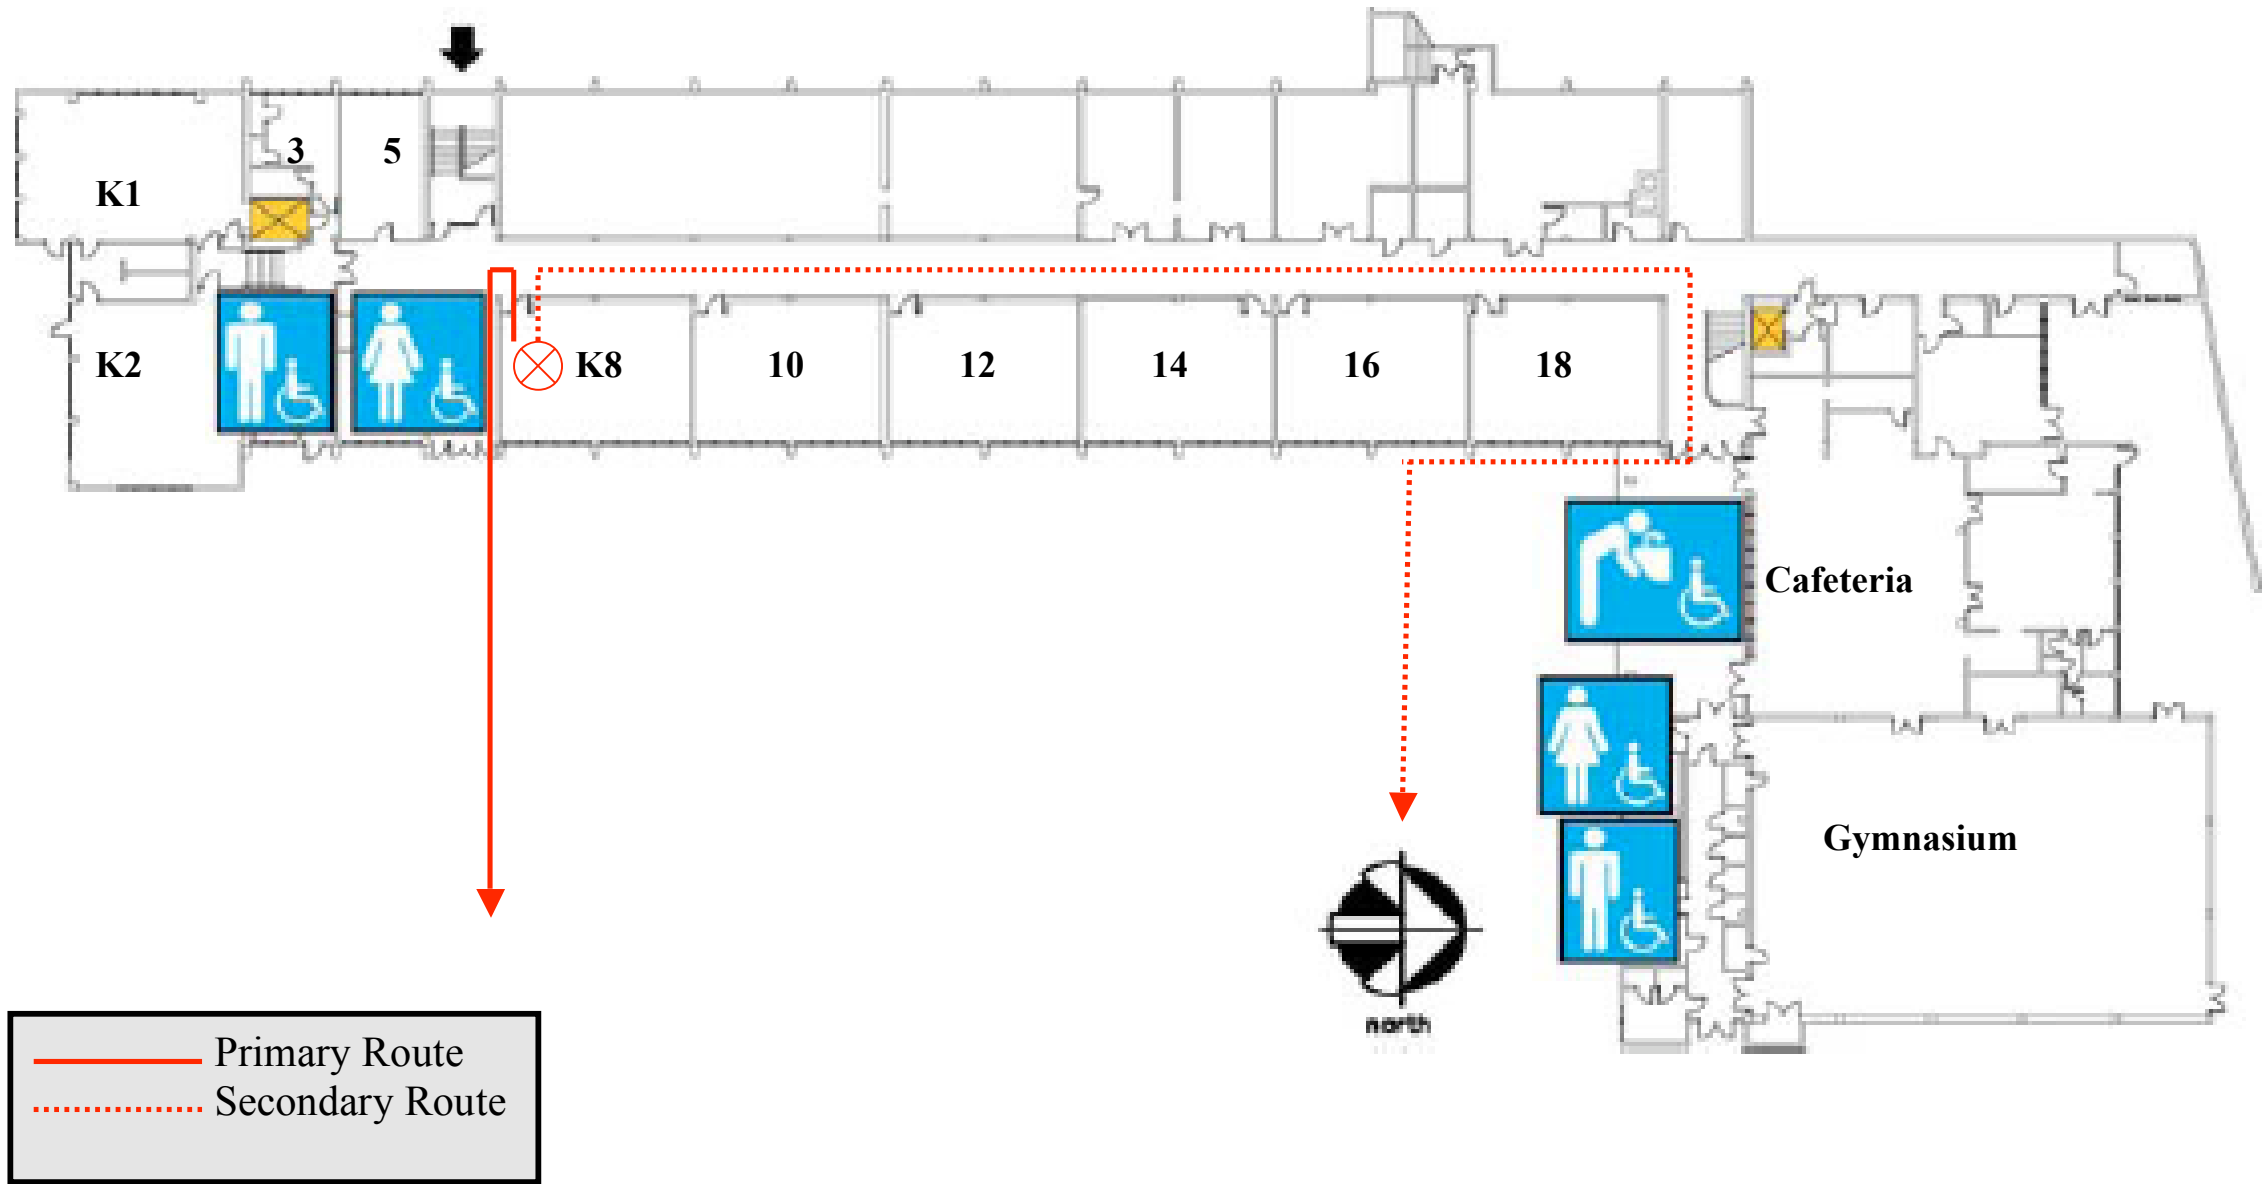 3
5
K1
K2
K8
10
12
14
16
18
Cafeteria
Gymnasium
north
Primary Route
Secondary Route